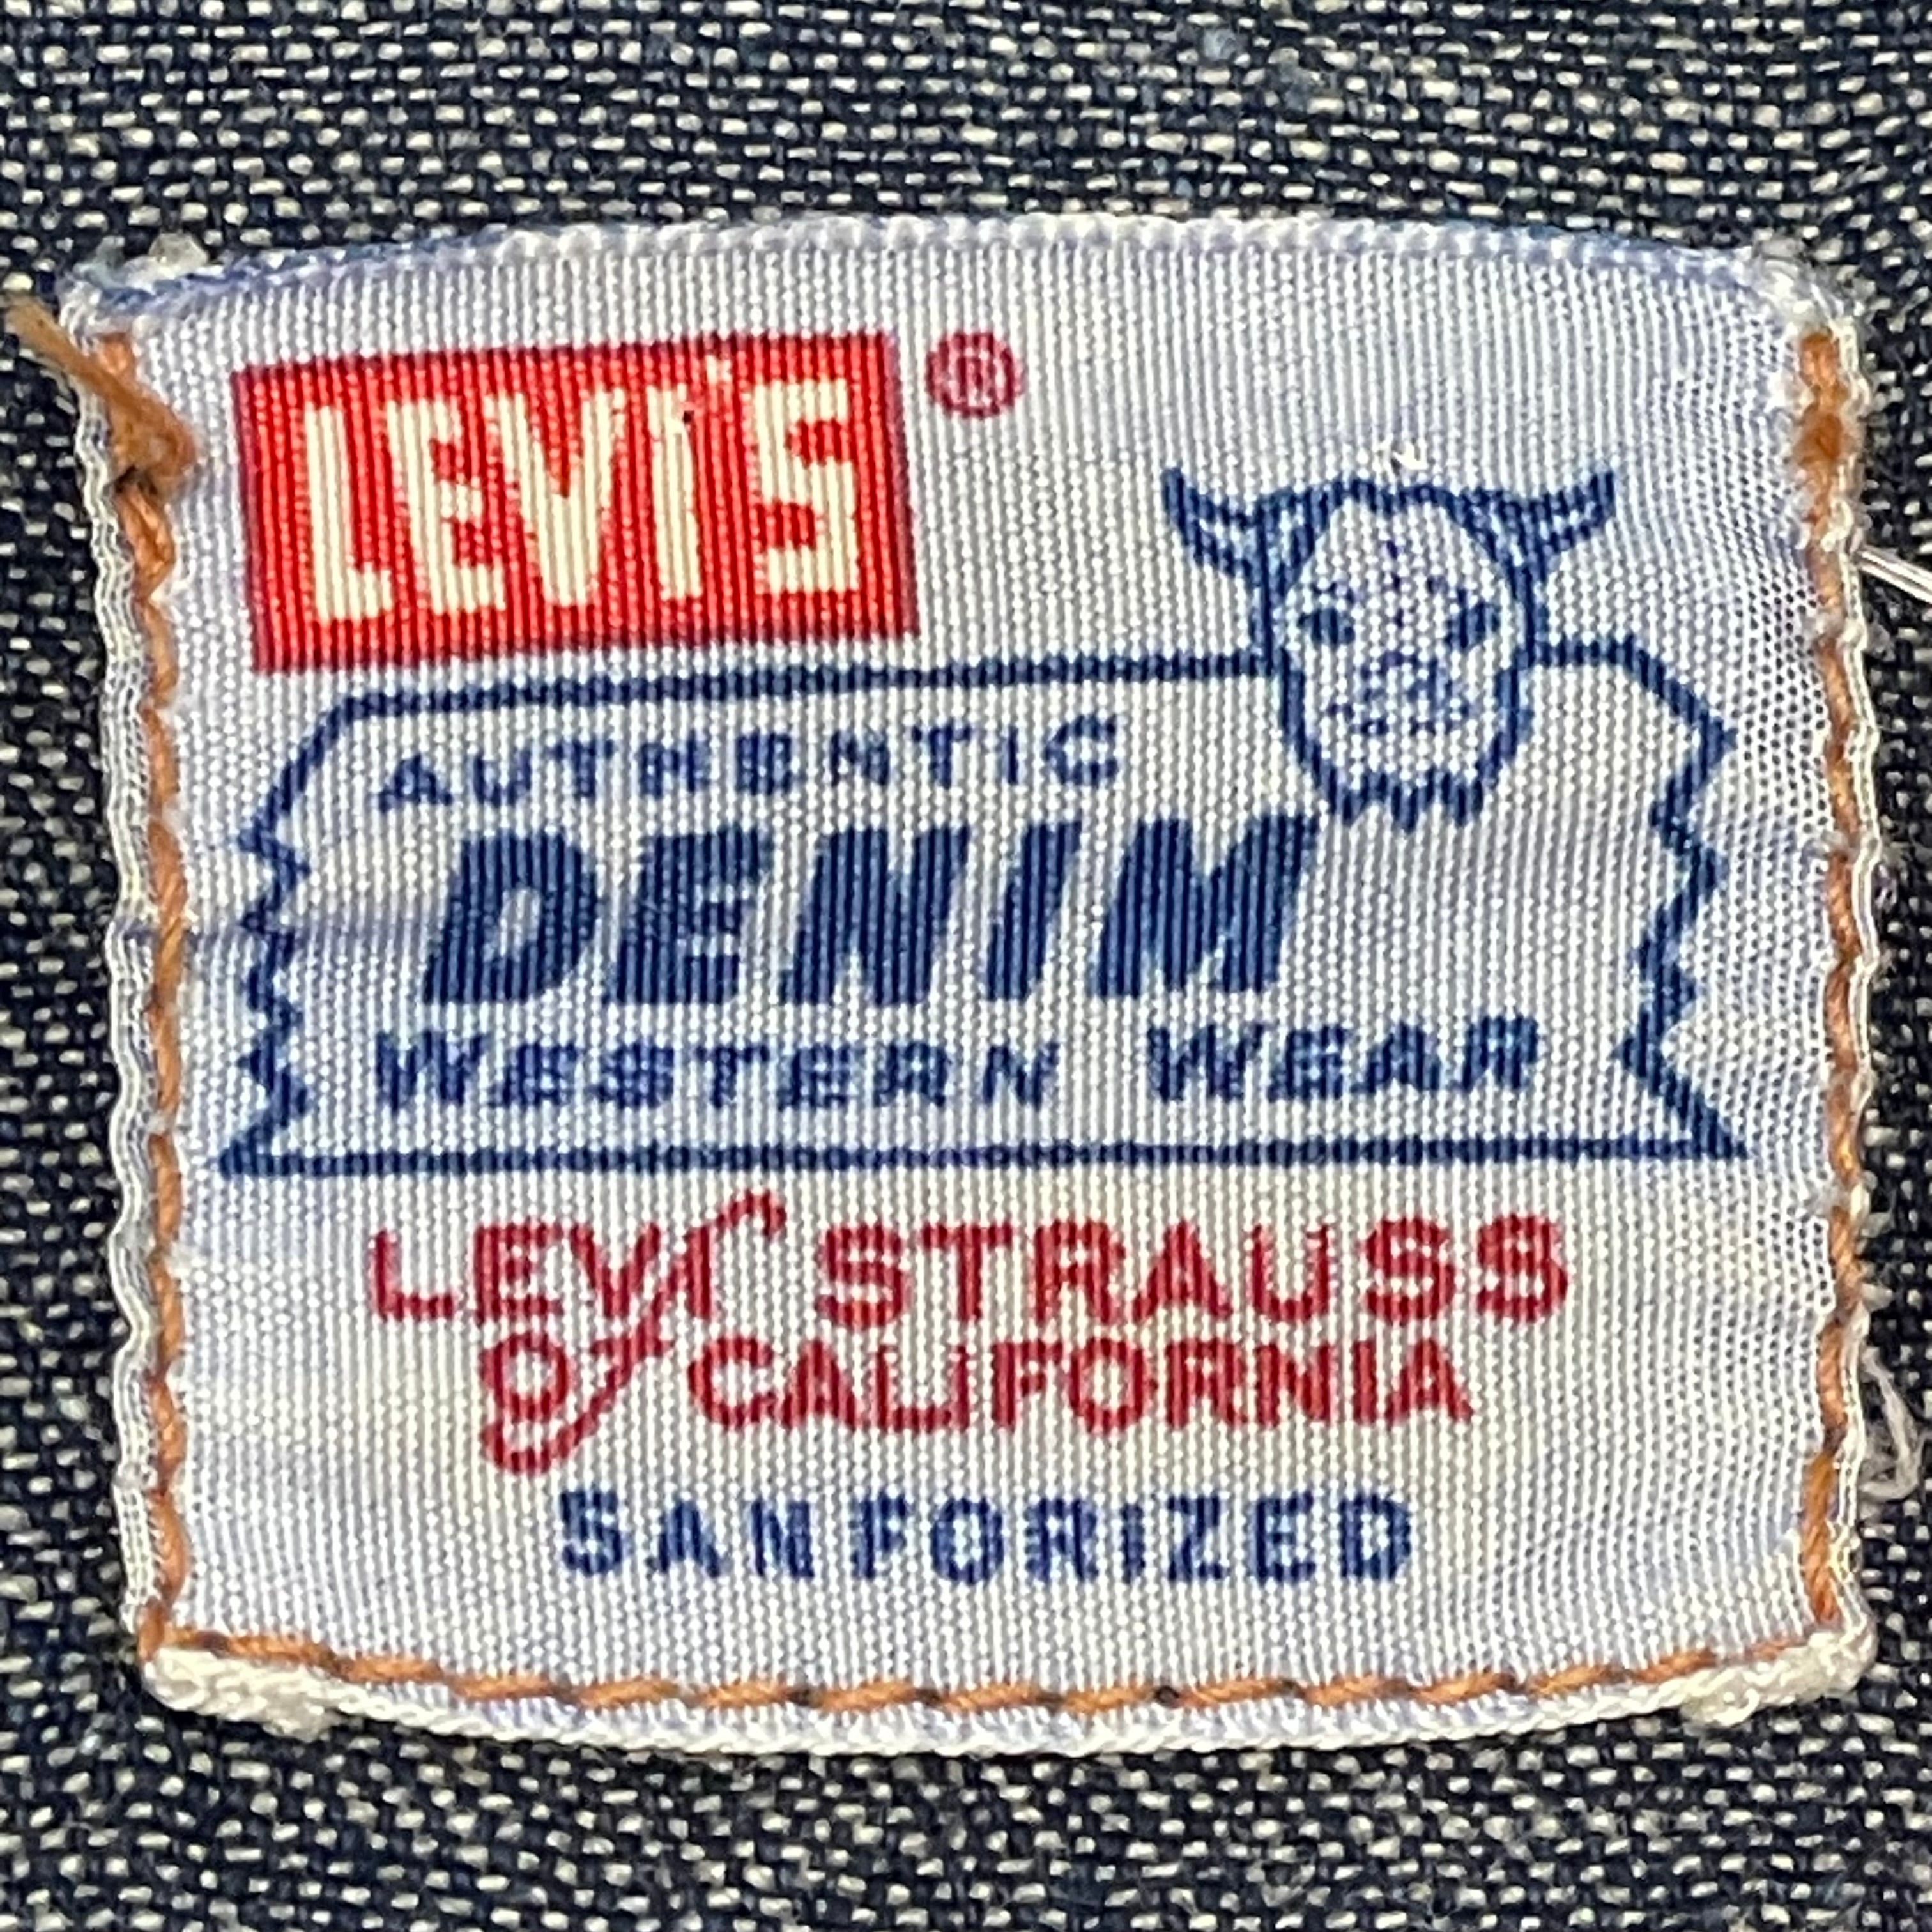 LEVI'S ®
AUTHENTIC
DENIM
WESTERN WEAR
LEVI STRAUSS
OF CALIFORNIA
SANFORIZED